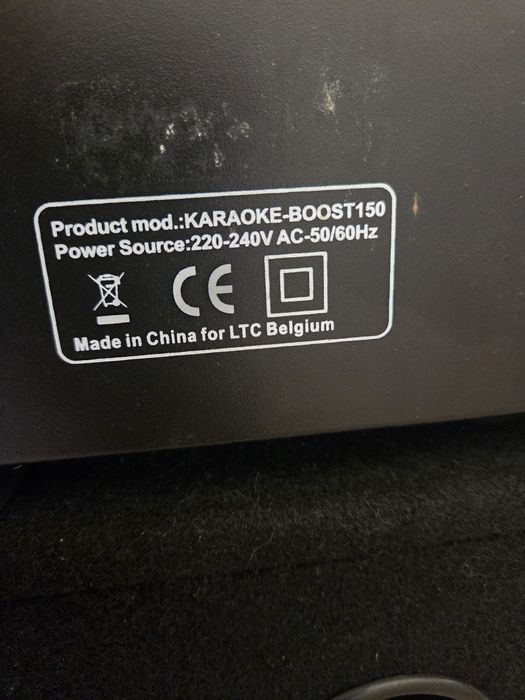 Product mod.:KARAOKE-BOOST150
Power Source:220-240V AC-50/60Hz
CE
Made in China for LTC Belgium